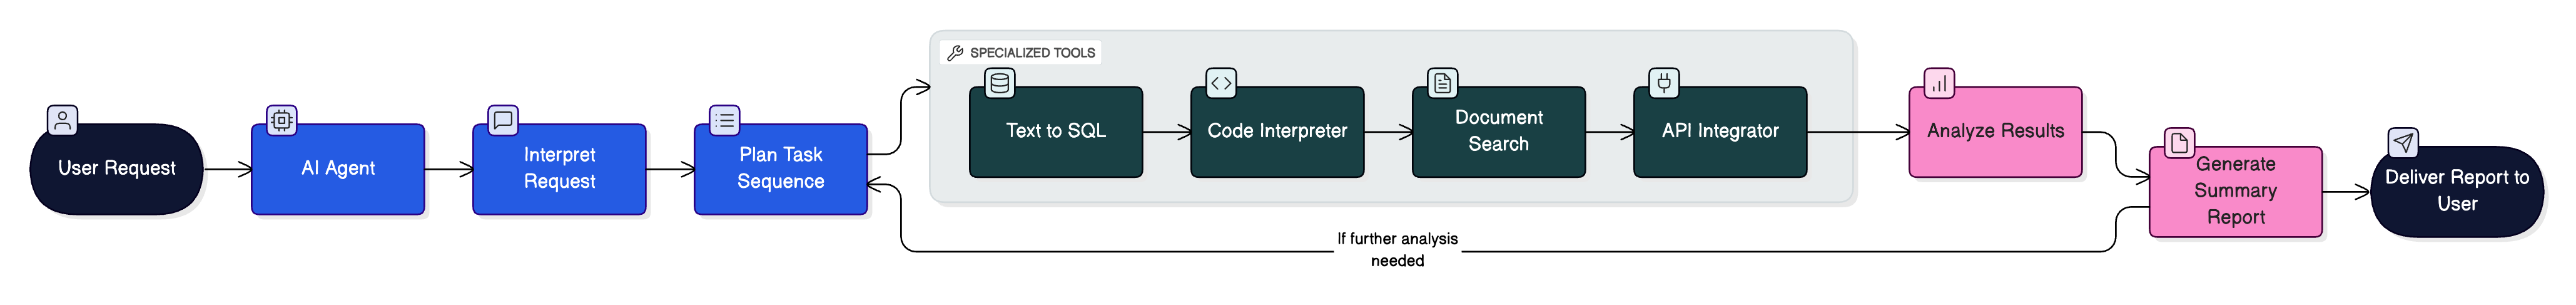 User Request
AI Agent
Interpret
Request
Plan Task
Sequence
SPECIALIZED TOOLS
Text to SQL
Code Interpreter
Document
Search
API Integrator
Analyze Results
Generate
Summary
Report
Deliver Report to
User
If further analysis
needed